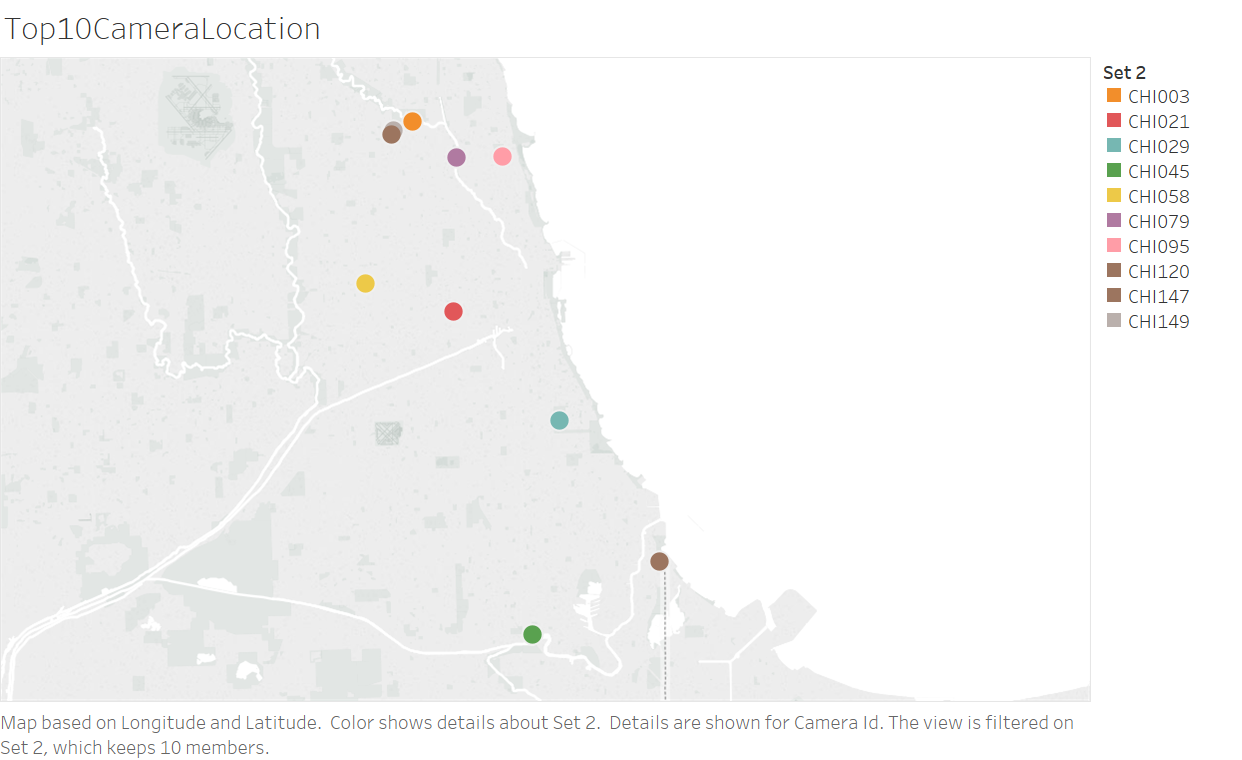 Top10CameraLocation
Set 2
CHI003
CHI021
CHI029
CHI045
CHI058
CHI079
CHI095
CHI120
CHI147
CHI149
Map based on Longitude and Latitude.  Color shows details about Set 2.  Details are shown for Camera Id. The view is filtered on
Set 2, which keeps 10 members.